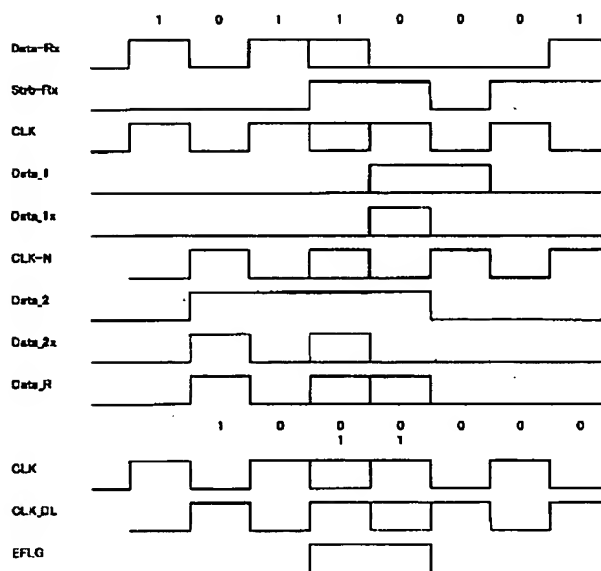 1 0 1 1 0 0 0 1
Data-Rx
Strb-Rx
CLK
Data_1
Data_1x
CLK-N
Data_2
Data_2x
Data_R
1 0 0 0 0 0 0
1 1
CLK
CLK_DL
EFLG